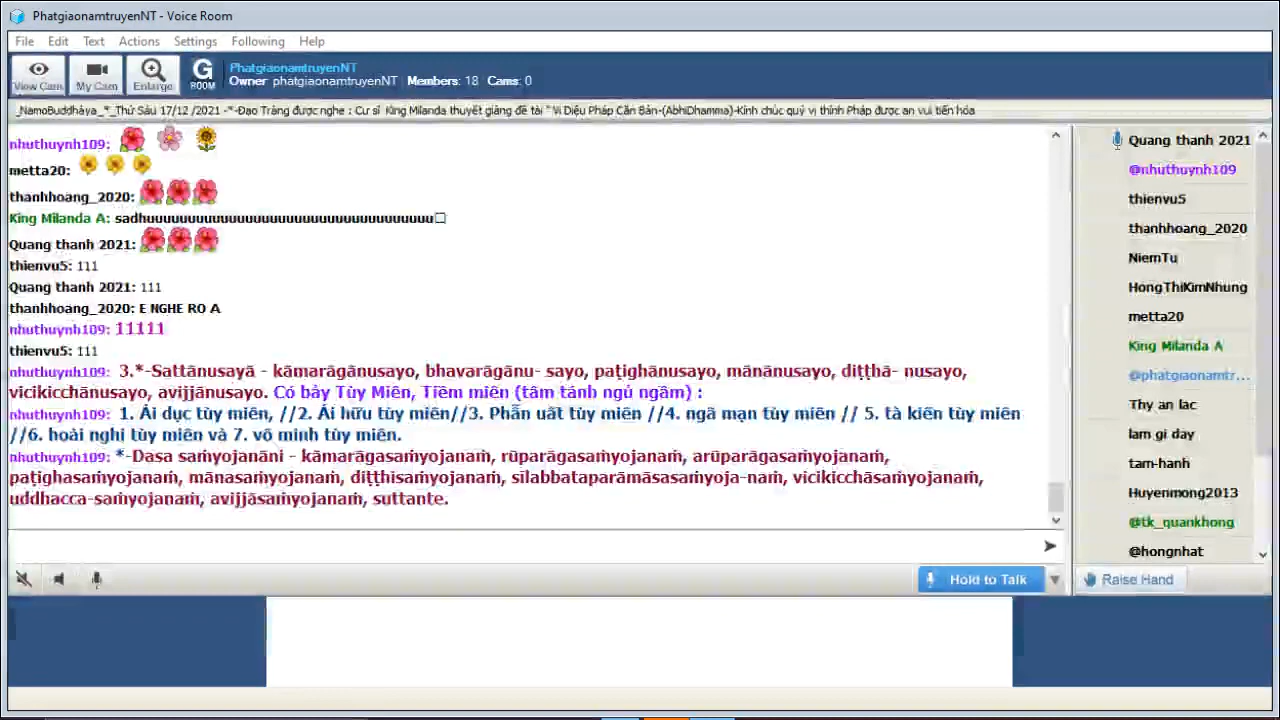 PhatgiaonamtruyenNT - Voice Room
File Edit Text Actions Settings Following Help
View Cam My Cam Enlarge G ROOM
PhatgiaonamtruyenNT
Owner phatgiaonamtruyenNT Members: 18 Cams: 0
_NamoBuddhàya_*_Thứ Sáu 17/12 /2021 -*-Đạo Tràng được nghe : Cư sĩ King Milanda thuyết giảng đề tài " Vi Diệu Pháp Căn Bản-(AbhiDhamma)-Kính chúc quý vị thính Pháp được an vui tiến hóa
nhuthuynh109:
metta20:
thanhhoang_2020:
King Milanda A: sadhuuuuuuuuuuuuuuuuuuuuuuuuuuuuuuuuuuuu□
Quang thanh 2021:
thienvu5: 111
Quang thanh 2021: 111
thanhhoang_2020: E NGHE RO A
nhuthuynh109: 11111
thienvu5: 111
nhuthuynh109: 3.*-Sattānusayā - kāmarāgānusayo, bhavarāgānu- sayo, paṭighānusayo, mānānusayo, diṭṭhā- nusayo,
vicikicchānusayo, avijjānusayo. Có bảy Tùy Miên, Tiềm miên (tâm tánh ngủ ngầm) :
nhuthuynh109: 1. Ái dục tùy miên, //2. Ái hữu tùy miên//3. Phẫn uất tùy miên //4. ngã mạn tùy miên // 5. tà kiến tùy miên
//6. hoài nghi tùy miên và 7. vô minh tùy miên.
nhuthuynh109: *-Dasa saṁyojanāni - kāmarāgasaṁyojanaṁ, rūparāgasaṁyojanaṁ, arūparāgasaṁyojanaṁ,
paṭighasaṁyojanaṁ, mānasaṁyojanaṁ, diṭṭhisaṁyojanaṁ, sīlabbataparāmāsasaṁyoja-naṁ, vicikicchāsaṁyojanaṁ,
uddhacca-saṁyojanaṁ, avijjāsaṁyojanaṁ, suttante.
Hold to Talk
Quang thanh 2021
@nhuthuynh109
thienvu5
thanhhoang_2020
NiemTu
HongThiKimNhung
metta20
King Milanda A
@phatgiaonamtr...
Thy an lac
lam gi day
tam-hanh
Huyenmong2013
@tk_quankhong
@hongnhat
Raise Hand